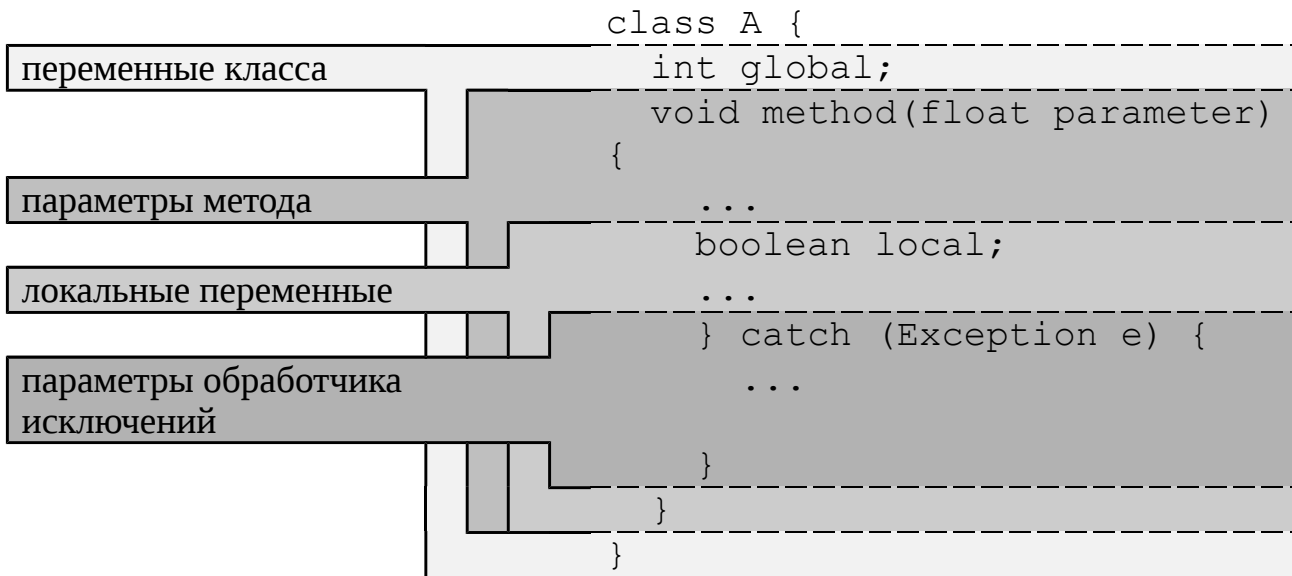 class A {
переменные класса int global;
void method(float parameter)
{
параметры метода ...
boolean local;
локальные переменные ...
} catch (Exception e) {
параметры обработчика ...
исключений
}
}
}